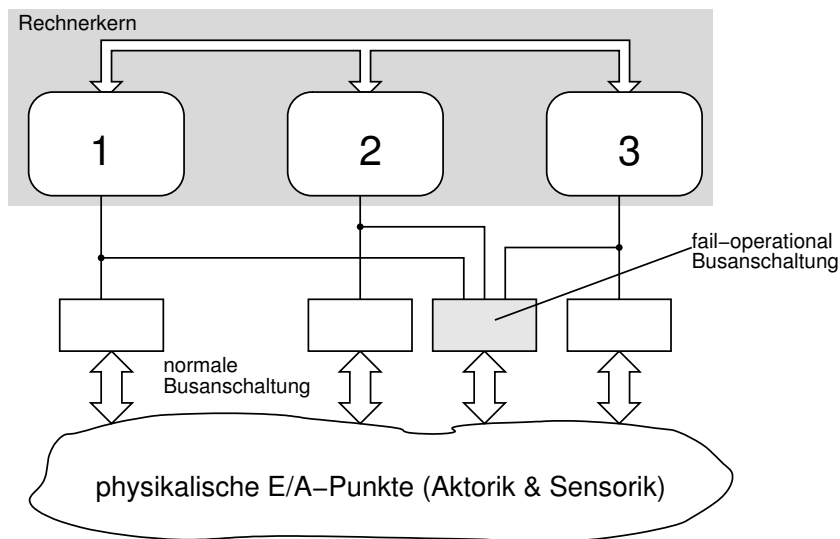 Rechnerkern
1
2
3
fail−operational
Busanschaltung
normale
Busanschaltung
physikalische E/A−Punkte (Aktorik & Sensorik)